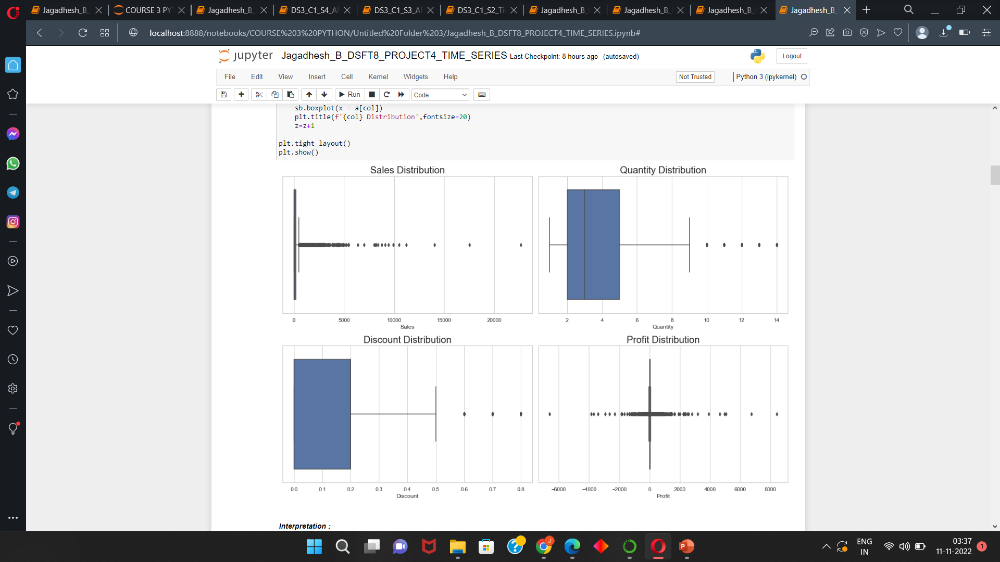 Jagadhesh_B_
COURSE 3 PY
Jagadhesh_B_
DS3_C1_S4_A
DS3_C1_S3_A
DS3_C1_S2_Ti
Jagadhesh_B_
Jagadhesh_B_
Jagadhesh_B_
Jagadhesh_B_
localhost:8888/notebooks/COURSE%203%20PYTHON/Untitled%20Folder%203/Jagadhesh_B_DSFT8_PROJECT4_TIME_SERIES.ipynb#
jupyter Jagadhesh_B_DSFT8_PROJECT4_TIME_SERIES Last Checkpoint: 8 hours ago (autosaved) Logout
File Edit View Insert Cell Kernel Widgets Help Not Trusted Python 3 (ipykernel)
Run Code
sb.boxplot(x = a[col])
plt.title(f'{col} Distribution',fontsize=20)
z=z+1
plt.tight_layout()
plt.show()
Sales Distribution
0 5000 10000 15000 20000
Sales
Quantity Distribution
2 4 6 8 10 12 14
Quantity
Discount Distribution
0.0 0.1 0.2 0.3 0.4 0.5 0.6 0.7 0.8
Discount
Profit Distribution
−6000 −4000 −2000 0 2000 4000 6000 8000
Profit
Interpretation :
J
P
ENG
IN
03:37
11-11-2022
1